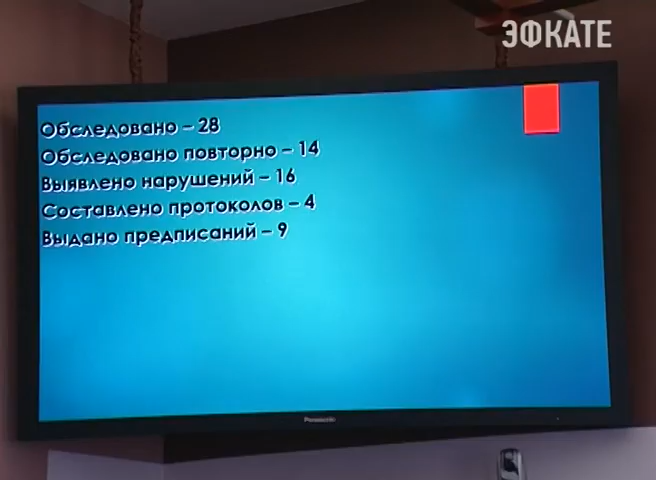 ЭФКАТЕ
Обследовано – 28
Обследовано повторно – 14
Выявлено нарушений – 16
Составлено протоколов – 4
Выдано предписаний – 9
Panasonic